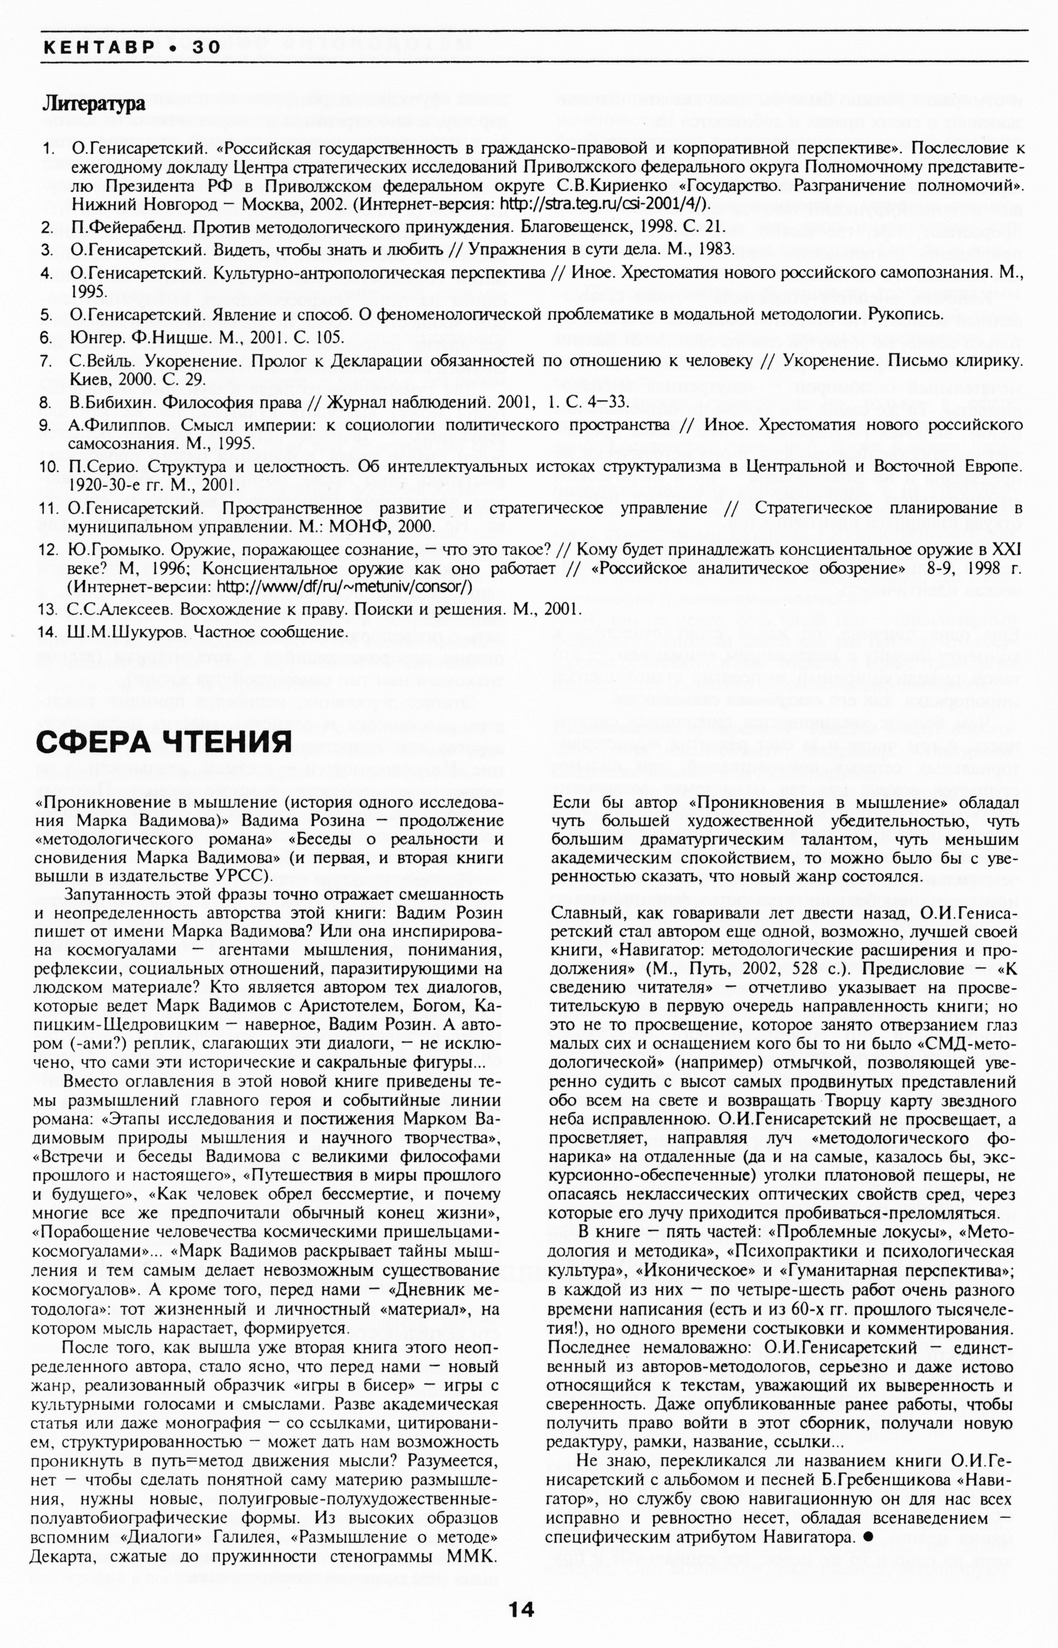 КЕНТАВР • 30
Литература
1. О.Генисаретский. «Российская государственность в гражданско-правовой и корпоративной перспективе». Послесловие к
ежегодному докладу Центра стратегических исследований Приволжского федерального округа Полномочному представите-
лю Президента РФ в Приволжском федеральном округе С.В.Кириенко «Государство. Разграничение полномочий».
Нижний Новгород — Москва, 2002. (Интернет-версия: http://stra.teg.ru/csi-2001/4/).
2. П.Фейерабенд. Против методологического принуждения. Благовещенск, 1998. С. 21.
3. О.Генисаретский. Видеть, чтобы знать и любить // Упражнения в сути дела. М., 1983.
4. О.Генисаретский. Культурно-антропологическая перспектива // Иное. Хрестоматия нового российского самопознания. М.,
1995.
5. О.Генисаретский. Явление и способ. О феноменологической проблематике в модальной методологии. Рукопись.
6. Юнгер. Ф.Ницше. М., 2001. С. 105.
7. С.Вейль. Укоренение. Пролог к Декларации обязанностей по отношению к человеку // Укоренение. Письмо клирику.
Киев, 2000. С. 29.
8. В.Бибихин. Философия права // Журнал наблюдений. 2001, 1. С. 4—33.
9. А.Филиппов. Смысл империи: к социологии политического пространства // Иное. Хрестоматия нового российского
самосознания. М., 1995.
10. П.Серио. Структура и целостность. Об интеллектуальных истоках структурализма в Центральной и Восточной Европе.
1920-30-е гг. М., 2001.
11. О.Генисаретский. Пространственное развитие и стратегическое управление // Стратегическое планирование в
муниципальном управлении. М.: МОНФ, 2000.
12. Ю.Громыко. Оружие, поражающее сознание, — что это такое? // Кому будет принадлежать консциентальное оружие в XXI
веке? М, 1996; Консциентальное оружие как оно работает // «Российское аналитическое обозрение» 8-9, 1998 г.
(Интернет-версии: http://www/df/ru/~metuniv/consor/)
13. С.С.Алексеев. Восхождение к праву. Поиски и решения. М., 2001.
14. Ш.М.Шукуров. Частное сообщение.
СФЕРА ЧТЕНИЯ
«Проникновение в мышление (история одного исследова-
ния Марка Вадимова)» Вадима Розина — продолжение
«методологического романа» «Беседы о реальности и
сновидения Марка Вадимова» (и первая, и вторая книги
вышли в издательстве УРСС).
Запутанность этой фразы точно отражает смешанность
и неопределенность авторства этой книги: Вадим Розин
пишет от имени Марка Вадимова? Или она инспирирова-
на космогуалами — агентами мышления, понимания,
рефлексии, социальных отношений, паразитирующими на
людском материале? Кто является автором тех диалогов,
которые ведет Марк Вадимов с Аристотелем, Богом, Ка-
пицким-Щедровицким — наверное, Вадим Розин. А авто-
ром (-ами?) реплик, слагающих эти диалоги, — не исклю-
чено, что сами эти исторические и сакральные фигуры...
Вместо оглавления в этой новой книге приведены те-
мы размышлений главного героя и событийные линии
романа: «Этапы исследования и постижения Марком Ва-
димовым природы мышления и научного творчества»,
«Встречи и беседы Вадимова с великими философами
прошлого и настоящего», «Путешествия в миры прошлого
и будущего», «Как человек обрел бессмертие, и почему
многие все же предпочитали обычный конец жизни»,
«Порабощение человечества космическими пришельцами-
космогуалами»... «Марк Вадимов раскрывает тайны мыш-
ления и тем самым делает невозможным существование
космогуалов». А кроме того, перед нами — «Дневник ме-
тодолога»: тот жизненный и личностный «материал», на
котором мысль нарастает, формируется.
После того, как вышла уже вторая книга этого неоп-
ределенного автора, стало ясно, что перед нами — новый
жанр, реализованный образчик «игры в бисер» — игры с
культурными голосами и смыслами. Разве академическая
статья или даже монография — со ссылками, цитировани-
ем, структурированностью — может дать нам возможность
проникнуть в путь=метод движения мысли? Разумеется,
нет — чтобы сделать понятной саму материю размышле-
ния, нужны новые, полуигровые-полухудожественные-
полуавтобиографические формы. Из высоких образцов
вспомним «Диалоги» Галилея, «Размышление о методе»
Декарта, сжатые до пружинности стенограммы ММК.
Если бы автор «Проникновения в мышление» обладал
чуть большей художественной убедительностью, чуть
большим драматургическим талантом, чуть меньшим
академическим спокойствием, то можно было бы с уве-
ренностью сказать, что новый жанр состоялся.
Славный, как говаривали лет двести назад, О.И.Гениса-
ретский стал автором еще одной, возможно, лучшей своей
книги, «Навигатор: методологические расширения и про-
должения» (М., Путь, 2002, 528 с.). Предисловие — «К
сведению читателя» — отчетливо указывает на просве-
тительскую в первую очередь направленность книги; но
это не то просвещение, которое занято отверзанием глаз
малых сих и оснащением кого бы то ни было «СМД-мето-
дологической» (например) отмычкой, позволяющей уве-
ренно судить с высот самых продвинутых представлений
обо всем на свете и возвращать Творцу карту звездного
неба исправленною. О.И.Генисаретский не просвещает, а
просветляет, направляя луч «методологического фо-
нарика» на отдаленные (да и на самые, казалось бы, экс-
курсионно-обеспеченные) уголки платоновой пещеры, не
опасаясь неклассических оптических свойств сред, через
которые его лучу приходится пробиваться-преломляться.
В книге — пять частей: «Проблемные локусы», «Мето-
дология и методика», «Психопрактики и психологическая
культура», «Иконическое» и «Гуманитарная перспектива»;
в каждой из них — по четыре-шесть работ очень разного
времени написания (есть и из 60-х гг. прошлого тысячеле-
тия!), но одного времени состыковки и комментирования.
Последнее немаловажно: О.И.Генисаретский — единст-
венный из авторов-методологов, серьезно и даже истово
относящийся к текстам, уважающий их выверенность и
сверенность. Даже опубликованные ранее работы, чтобы
получить право войти в этот сборник, получали новую
редактуру, рамки, название, ссылки...
Не знаю, перекликался ли названием книги О.И.Ге-
нисаретский с альбомом и песней Б.Гребенщикова «Нави-
гатор», но службу свою навигационную он для нас всех
исправно и ревностно несет, обладая всенаведением —
специфическим атрибутом Навигатора. ●
14